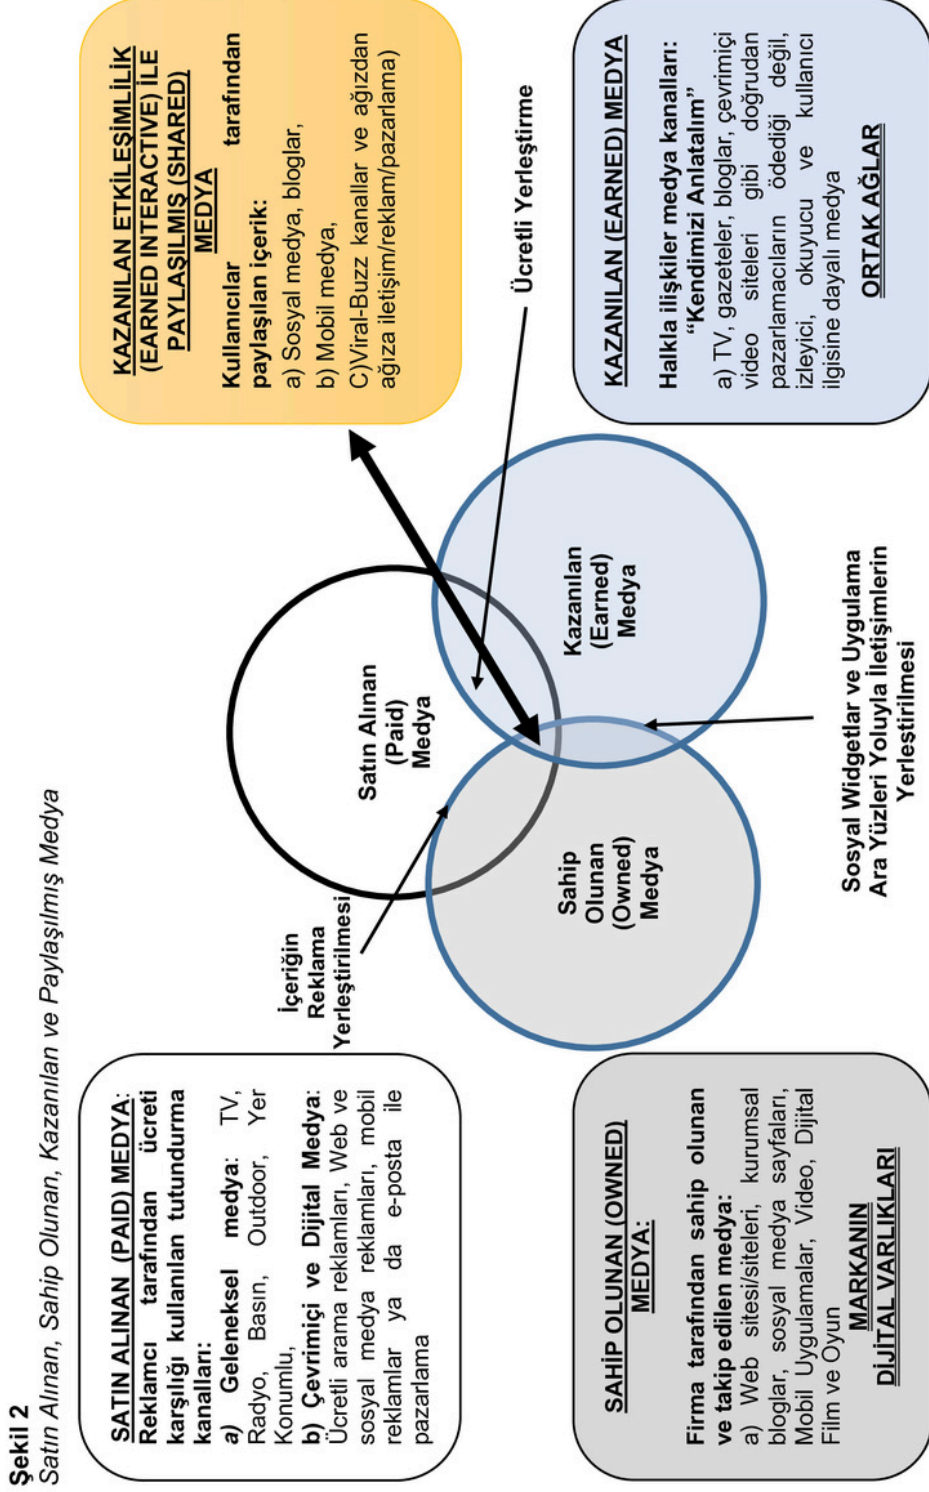 Şekil 2
Satın Alınan, Sahip Olunan, Kazanılan ve Paylaşılmış Medya
SATIN ALINAN (PAID) MEDYA:
Reklamcı tarafından ücreti
karşılığı kullanılan tutundurma
kanalları:
a) Geleneksel medya: TV,
Radyo, Basın, Outdoor, Yer
Konumlu,
b) Çevrimiçi ve Dijital Medya:
Ücretli arama reklamları, Web ve
sosyal medya reklamları, mobil
reklamlar ya da e-posta ile
pazarlama
KAZANILAN ETKİLEŞİMLİLİK
(EARNED INTERACTIVE) İLE
PAYLAŞILMIŞ (SHARED)
MEDYA
Kullanıcılar tarafından
paylaşılan içerik:
a) Sosyal medya, bloglar,
b) Mobil medya,
C)Viral-Buzz kanallar ve ağızdan
ağıza iletişim/reklam/pazarlama)
İçeriğin
Reklama
Yerleştirilmesi
Satın Alınan
(Paid)
Medya
Ücretli Yerleştirme
Sahip
Olunan
(Owned)
Medya
Kazanılan
(Earned)
Medya
Sosyal Widgetlar ve Uygulama
Ara Yüzleri Yoluyla İletişimlerin
Yerleştirilmesi
SAHİP OLUNAN (OWNED)
MEDYA:
Firma tarafından sahip olunan
ve takip edilen medya:
a) Web sitesi/siteleri, kurumsal
bloglar, sosyal medya sayfaları,
Mobil Uygulamalar, Video, Dijital
Film ve Oyun
MARKANIN
DİJİTAL VARLIKLARI
KAZANILAN (EARNED) MEDYA
Halkla ilişkiler medya kanalları:
“Kendimizi Anlatalım”
a) TV, gazeteler, bloglar, çevrimiçi
video siteleri gibi doğrudan
pazarlamacıların ödediği değil,
izleyici, okuyucu ve kullanıcı
ilgisine dayalı medya
ORTAK AĞLAR